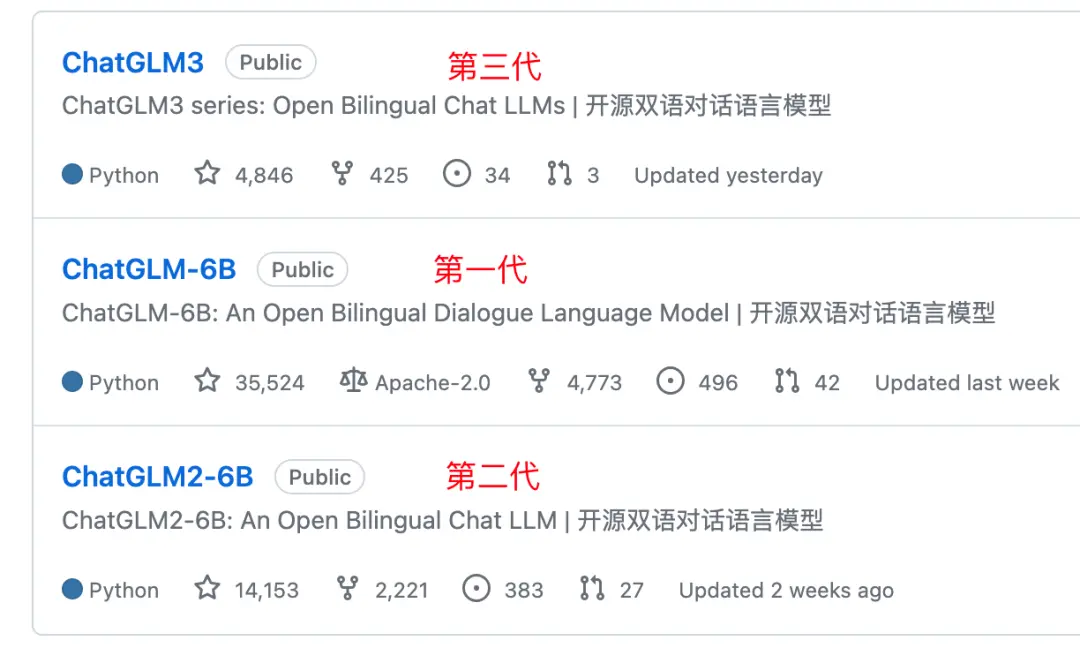 ChatGLM3 Public 第三代
ChatGLM3 series: Open Bilingual Chat LLMs | 开源双语对话语言模型
Python 4,846 425 34 3 Updated yesterday
ChatGLM-6B Public 第一代
ChatGLM-6B: An Open Bilingual Dialogue Language Model | 开源双语对话语言模型
Python 35,524 Apache-2.0 4,773 496 42 Updated last week
ChatGLM2-6B Public 第二代
ChatGLM2-6B: An Open Bilingual Chat LLM | 开源双语对话语言模型
Python 14,153 2,221 383 27 Updated 2 weeks ago